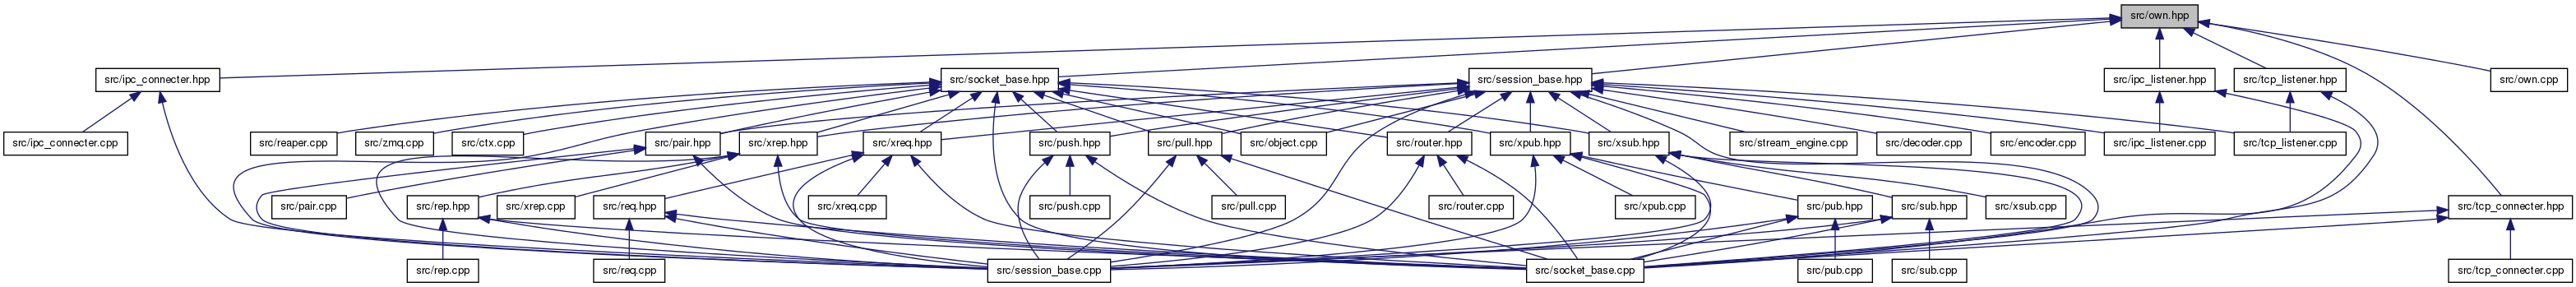 src/own.hpp
src/ipc_connecter.hpp
src/socket_base.hpp
src/session_base.hpp
src/ipc_listener.hpp
src/tcp_listener.hpp
src/own.cpp
src/ipc_connecter.cpp
src/reaper.cpp
src/zmq.cpp
src/ctx.cpp
src/pair.hpp
src/xrep.hpp
src/xreq.hpp
src/push.hpp
src/pull.hpp
src/object.cpp
src/router.hpp
src/xpub.hpp
src/xsub.hpp
src/stream_engine.cpp
src/decoder.cpp
src/encoder.cpp
src/ipc_listener.cpp
src/tcp_listener.cpp
src/pair.cpp
src/rep.hpp
src/xrep.cpp
src/req.hpp
src/xreq.cpp
src/push.cpp
src/pull.cpp
src/router.cpp
src/xpub.cpp
src/pub.hpp
src/sub.hpp
src/xsub.cpp
src/tcp_connecter.hpp
src/rep.cpp
src/req.cpp
src/session_base.cpp
src/socket_base.cpp
src/pub.cpp
src/sub.cpp
src/tcp_connecter.cpp